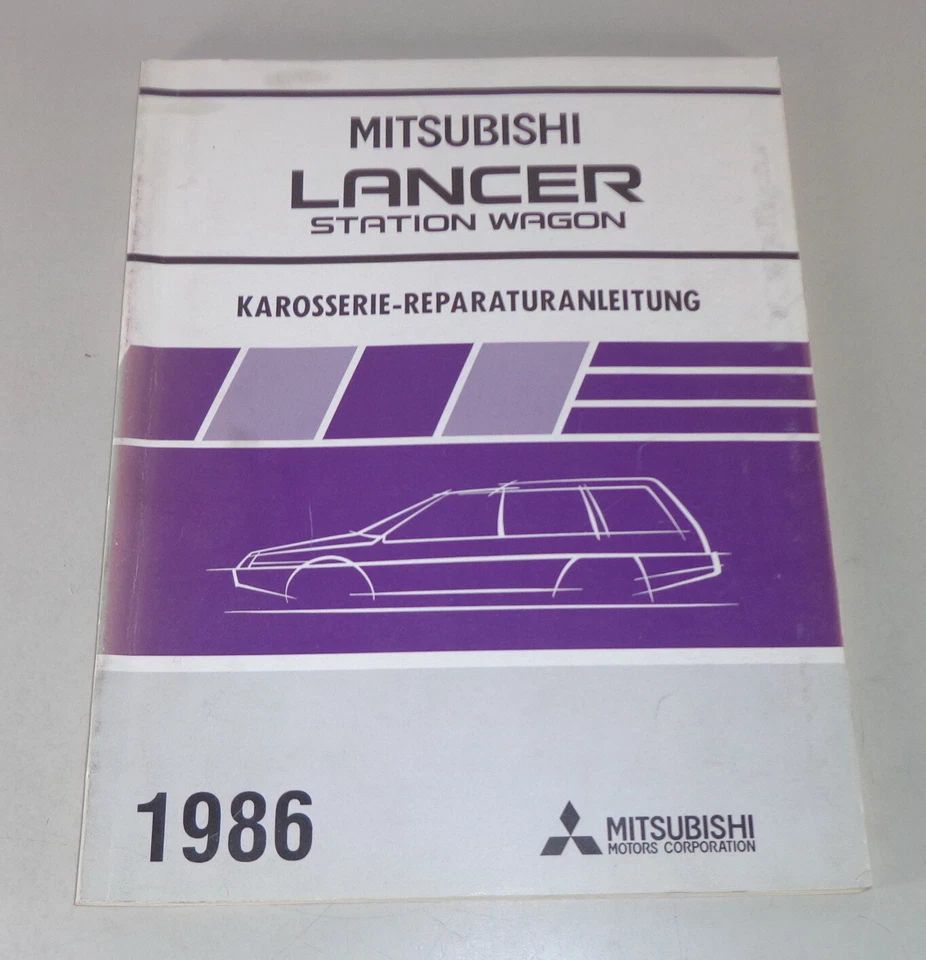 MITSUBISHI
LANCER
STATION WAGON
KAROSSERIE-REPARATURANLEITUNG
1986
MITSUBISHI
MOTORS CORPORATION